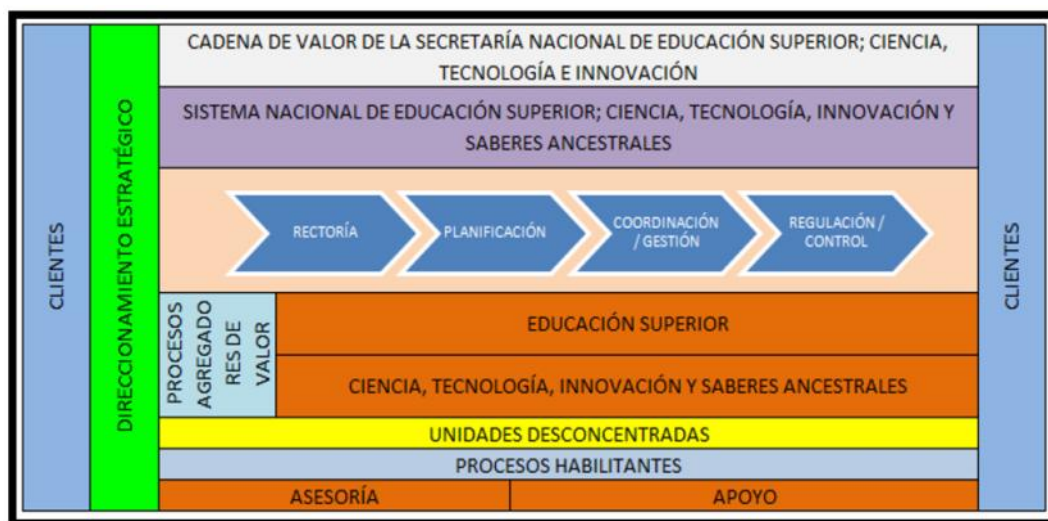 CLIENTES
DIRECCIONAMIENTO ESTRATÉGICO
CADENA DE VALOR DE LA SECRETARÍA NACIONAL DE EDUCACIÓN SUPERIOR; CIENCIA,
TECNOLOGÍA E INNOVACIÓN
SISTEMA NACIONAL DE EDUCACIÓN SUPERIOR; CIENCIA, TECNOLOGÍA, INNOVACIÓN Y
SABERES ANCESTRALES
RECTORÍA
PLANIFICACIÓN
COORDINACIÓN
/ GESTIÓN
REGULACIÓN /
CONTROL
PROCESOS
AGREGADO
RES DE
VALOR
EDUCACIÓN SUPERIOR
CIENCIA, TECNOLOGÍA, INNOVACIÓN Y SABERES ANCESTRALES
UNIDADES DESCONCENTRADAS
PROCESOS HABILITANTES
ASESORÍA
APOYO
CLIENTES